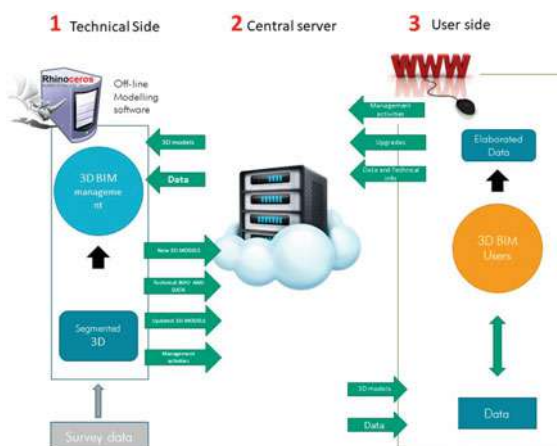 1 Technical Side
2 Central server
3 User side
Rhinoceros
Off-line
Modelling
software
WWW
3D models
Data
Management
activities
Upgrades
Data and Technical
info
Elaborated
Data
3D BIM
manageme
nt
3D BIM
Users
New 3D MODELS
Technical INFO AND
DATA
Updated 3D MODELS
Management
activities
Segmented
3D
3D models
Data
Data
Survey data